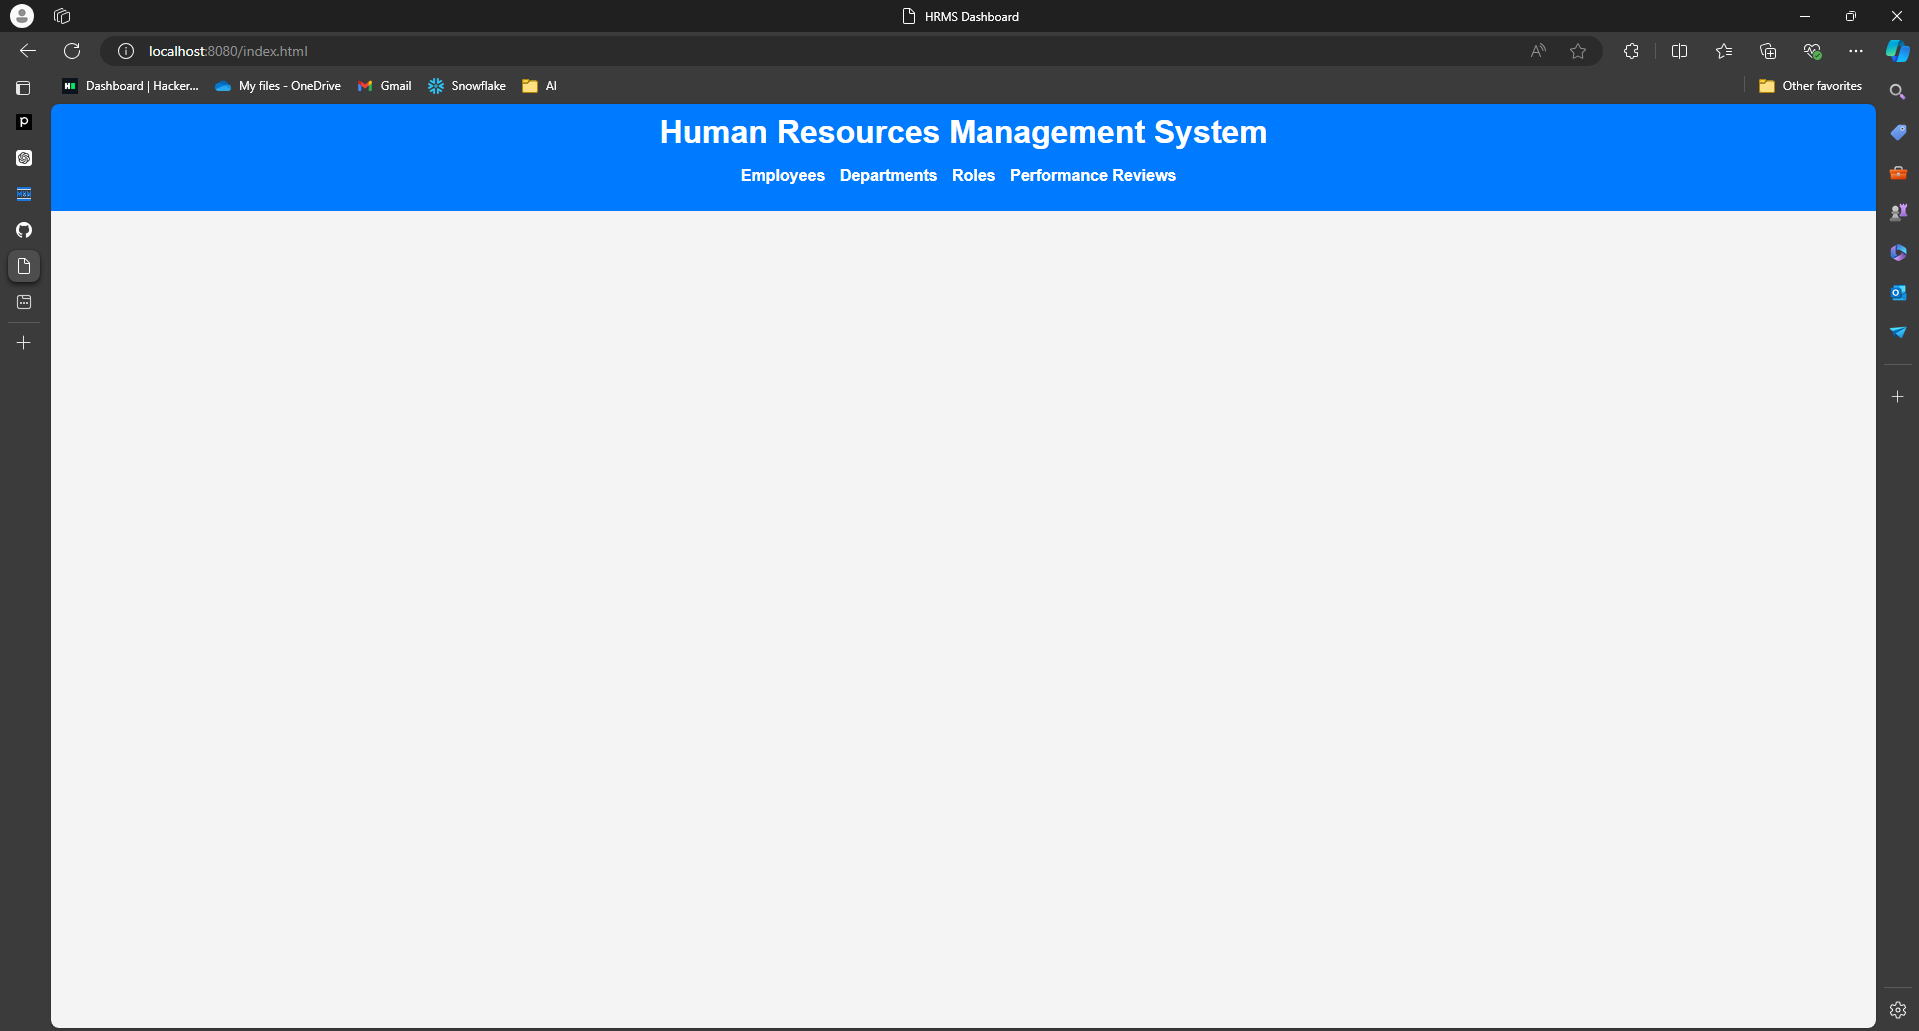 HRMS Dashboard
localhost:8080/index.html
Dashboard | Hacker... My files - OneDrive Gmail Snowflake AI Other favorites
Human Resources Management System
Employees Departments Roles Performance Reviews